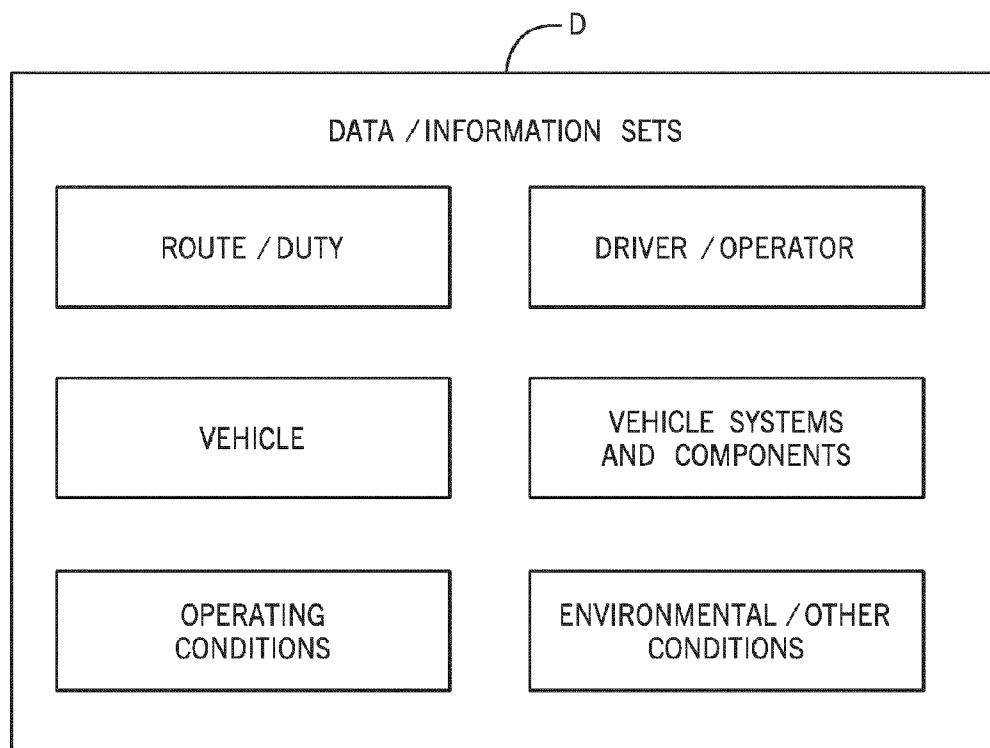 D
DATA / INFORMATION SETS
ROUTE / DUTY
DRIVER / OPERATOR
VEHICLE
VEHICLE SYSTEMS
AND COMPONENTS
OPERATING
CONDITIONS
ENVIRONMENTAL / OTHER
CONDITIONS